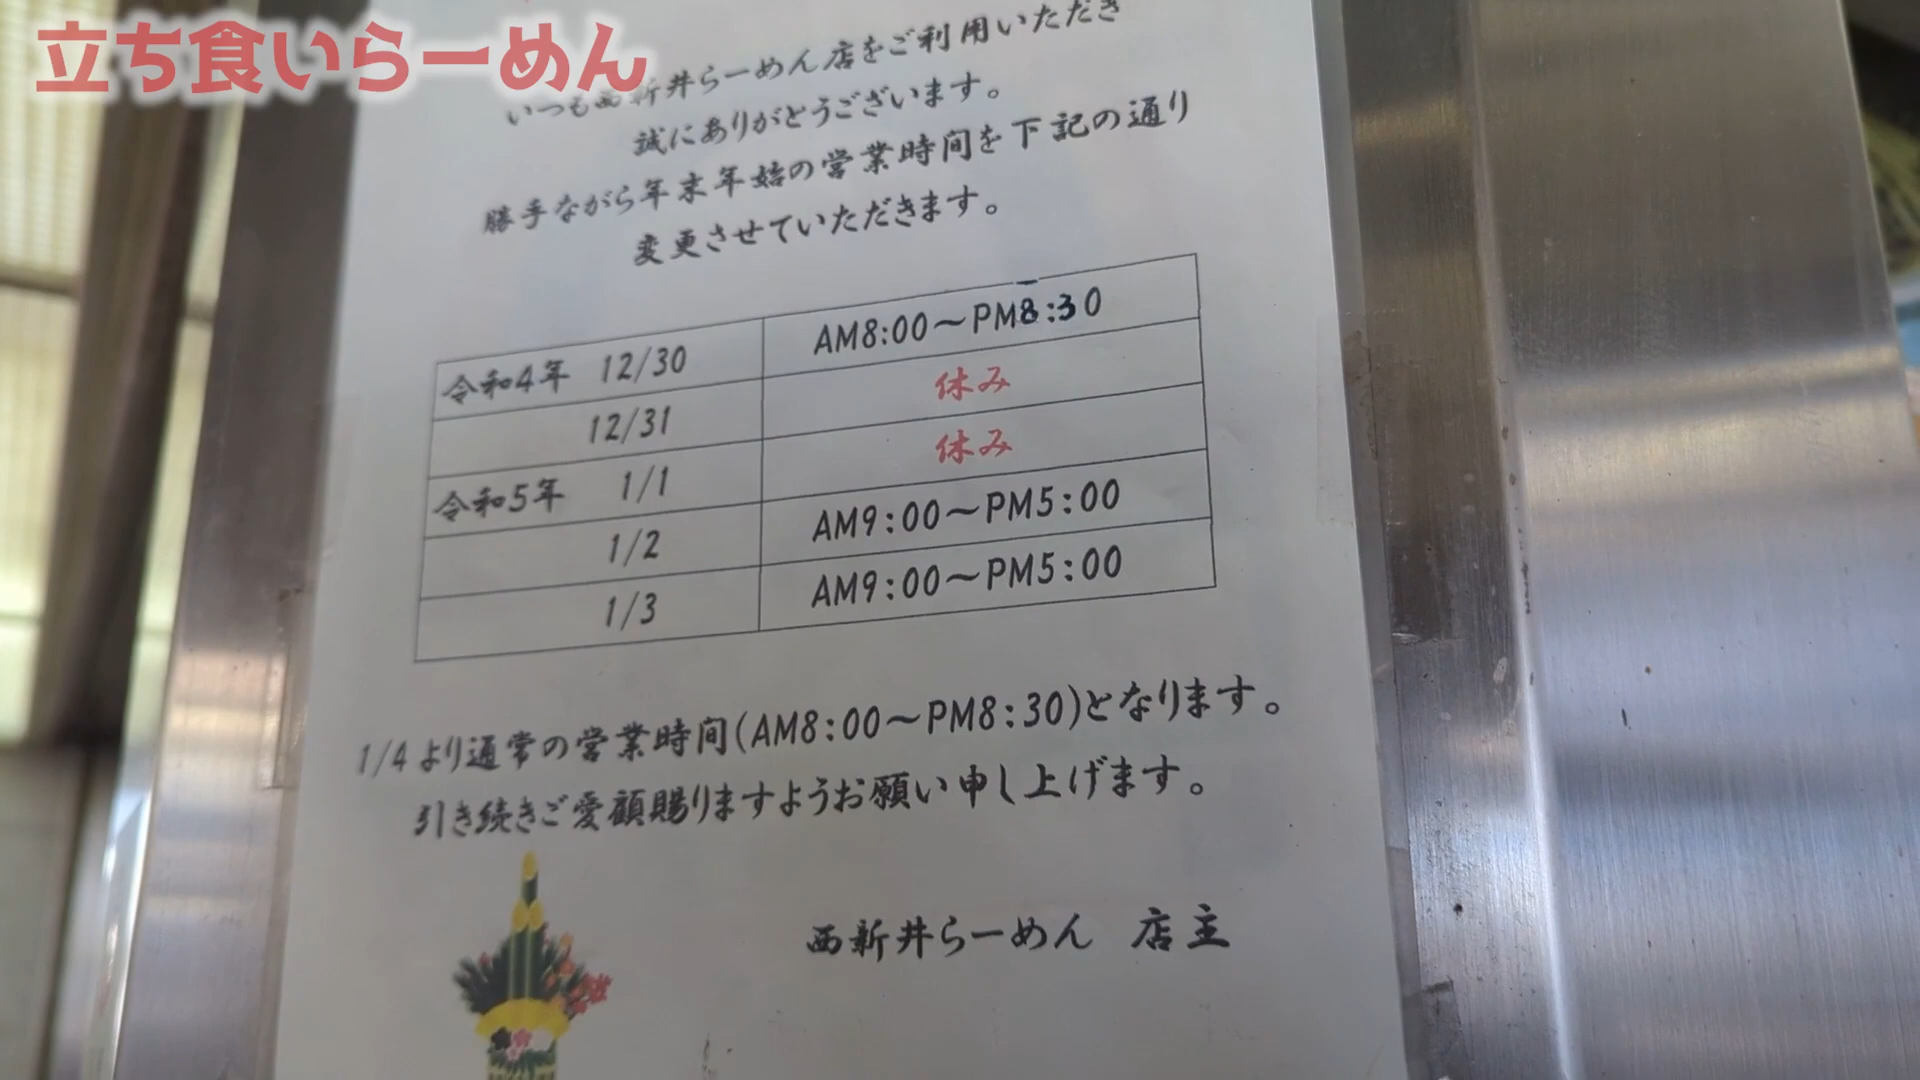 立ち食いらーめん
いつも西新井らーめん店をご利用いただき
誠にありがとうございます。
勝手ながら年末年始の営業時間を下記の通り
変更させていただきます。
令和4年 12/30 AM8:00～PM8:30
12/31 休み
令和5年 1/1 休み
1/2 AM9:00～PM5:00
1/3 AM9:00～PM5:00
1/4より通常の営業時間(AM8:00～PM8:30)となります。
引き続きご愛顧賜りますようお願い申し上げます。
西新井らーめん 店主